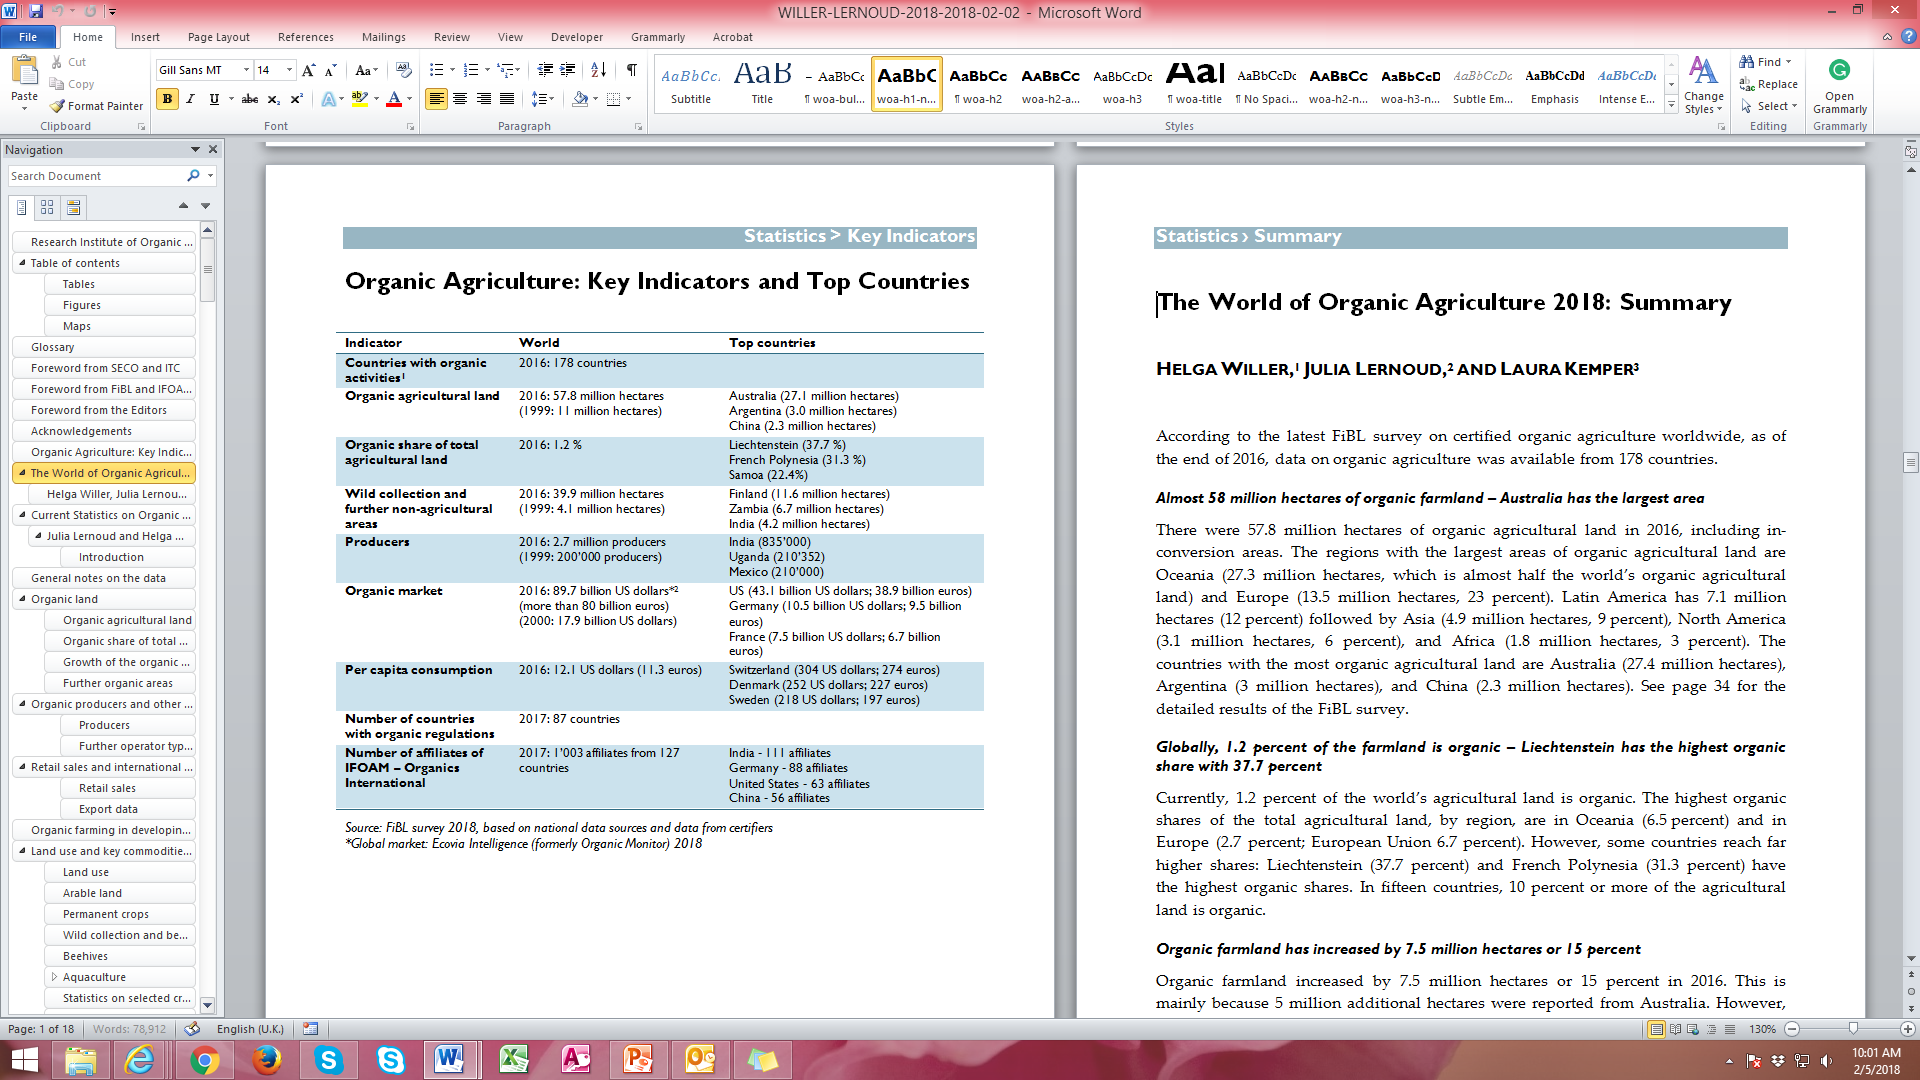 WILLER-LERNOUD-2018-2018-02-02 - Microsoft Word
File Home Insert Page Layout References Mailings Review View Developer Grammarly Acrobat
Paste
Cut
Copy
Format Painter
Clipboard
Gill Sans MT 14
Font
Paragraph
AaBbCc. AaB – AaBbCc AaBbC AaBbCc AaBbCc AaBbCcDc AaI AaBbCcDc AaBbCc AaBbCcD AaBbCcDc AaBbCcDd AaBbCcDc
Subtitle Title ¶ woa-bul... woa-h1-n... ¶ woa-h2 woa-h2-a... woa-h3 ¶ woa-title ¶ No Spaci... woa-h2-n... woa-h3-n... Subtle Em... Emphasis Intense E...
Styles
Change
Styles
Find
Replace
Select
Editing
Open
Grammarly
Grammarly
Navigation
Search Document
Research Institute of Organic ...
Table of contents
Tables
Figures
Maps
Glossary
Foreword from SECO and ITC
Foreword from FiBL and IFOA...
Foreword from the Editors
Acknowledgements
Organic Agriculture: Key Indic...
The World of Organic Agricul...
Helga Willer, Julia Lernou...
Current Statistics on Organic ...
Julia Lernoud and Helga ...
Introduction
General notes on the data
Organic land
Organic agricultural land
Organic share of total ...
Growth of the organic ...
Further organic areas
Organic producers and other ...
Producers
Further operator typ...
Retail sales and international ...
Retail sales
Export data
Organic farming in developin...
Land use and key commoditie...
Land use
Arable land
Permanent crops
Wild collection and be...
Beehives
Aquaculture
Statistics on selected cr...
Statistics > Key Indicators
Organic Agriculture: Key Indicators and Top Countries
Indicator World Top countries
Countries with organic 2016: 178 countries
activities¹
Organic agricultural land 2016: 57.8 million hectares Australia (27.1 million hectares)
(1999: 11 million hectares) Argentina (3.0 million hectares)
China (2.3 million hectares)
Organic share of total 2016: 1.2 % Liechtenstein (37.7 %)
agricultural land French Polynesia (31.3 %)
Samoa (22.4%)
Wild collection and 2016: 39.9 million hectares Finland (11.6 million hectares)
further non-agricultural (1999: 4.1 million hectares) Zambia (6.7 million hectares)
areas India (4.2 million hectares)
Producers 2016: 2.7 million producers India (835'000)
(1999: 200'000 producers) Uganda (210'352)
Mexico (210'000)
Organic market 2016: 89.7 billion US dollars*² US (43.1 billion US dollars; 38.9 billion euros)
(more than 80 billion euros) Germany (10.5 billion US dollars; 9.5 billion
(2000: 17.9 billion US dollars) euros)
France (7.5 billion US dollars; 6.7 billion
euros)
Per capita consumption 2016: 12.1 US dollars (11.3 euros) Switzerland (304 US dollars; 274 euros)
Denmark (252 US dollars; 227 euros)
Sweden (218 US dollars; 197 euros)
Number of countries 2017: 87 countries
with organic regulations
Number of affiliates of 2017: 1'003 affiliates from 127 India - 111 affiliates
IFOAM – Organics countries Germany - 88 affiliates
International United States - 63 affiliates
China - 56 affiliates
Source: FiBL survey 2018, based on national data sources and data from certifiers
*Global market: Ecovia Intelligence (formerly Organic Monitor) 2018
Statistics › Summary
The World of Organic Agriculture 2018: Summary
HELGA WILLER,¹ JULIA LERNOUD,² AND LAURA KEMPER³
According to the latest FiBL survey on certified organic agriculture worldwide, as of
the end of 2016, data on organic agriculture was available from 178 countries.
Almost 58 million hectares of organic farmland – Australia has the largest area
There were 57.8 million hectares of organic agricultural land in 2016, including in-
conversion areas. The regions with the largest areas of organic agricultural land are
Oceania (27.3 million hectares, which is almost half the world's organic agricultural
land) and Europe (13.5 million hectares, 23 percent). Latin America has 7.1 million
hectares (12 percent) followed by Asia (4.9 million hectares, 9 percent), North America
(3.1 million hectares, 6 percent), and Africa (1.8 million hectares, 3 percent). The
countries with the most organic agricultural land are Australia (27.4 million hectares),
Argentina (3 million hectares), and China (2.3 million hectares). See page 34 for the
detailed results of the FiBL survey.
Globally, 1.2 percent of the farmland is organic – Liechtenstein has the highest organic
share with 37.7 percent
Currently, 1.2 percent of the world's agricultural land is organic. The highest organic
shares of the total agricultural land, by region, are in Oceania (6.5 percent) and in
Europe (2.7 percent; European Union 6.7 percent). However, some countries reach far
higher shares: Liechtenstein (37.7 percent) and French Polynesia (31.3 percent) have
the highest organic shares. In fifteen countries, 10 percent or more of the agricultural
land is organic.
Organic farmland has increased by 7.5 million hectares or 15 percent
Organic farmland increased by 7.5 million hectares or 15 percent in 2016. This is
mainly because 5 million additional hectares were reported from Australia. However,
Page: 1 of 18 Words: 78,912 English (U.K.) 130%
10:01 AM
2/5/2018